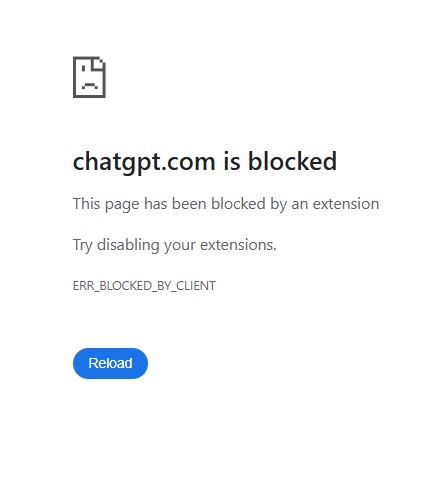 chatgpt.com is blocked
This page has been blocked by an extension
Try disabling your extensions.
ERR_BLOCKED_BY_CLIENT
Reload